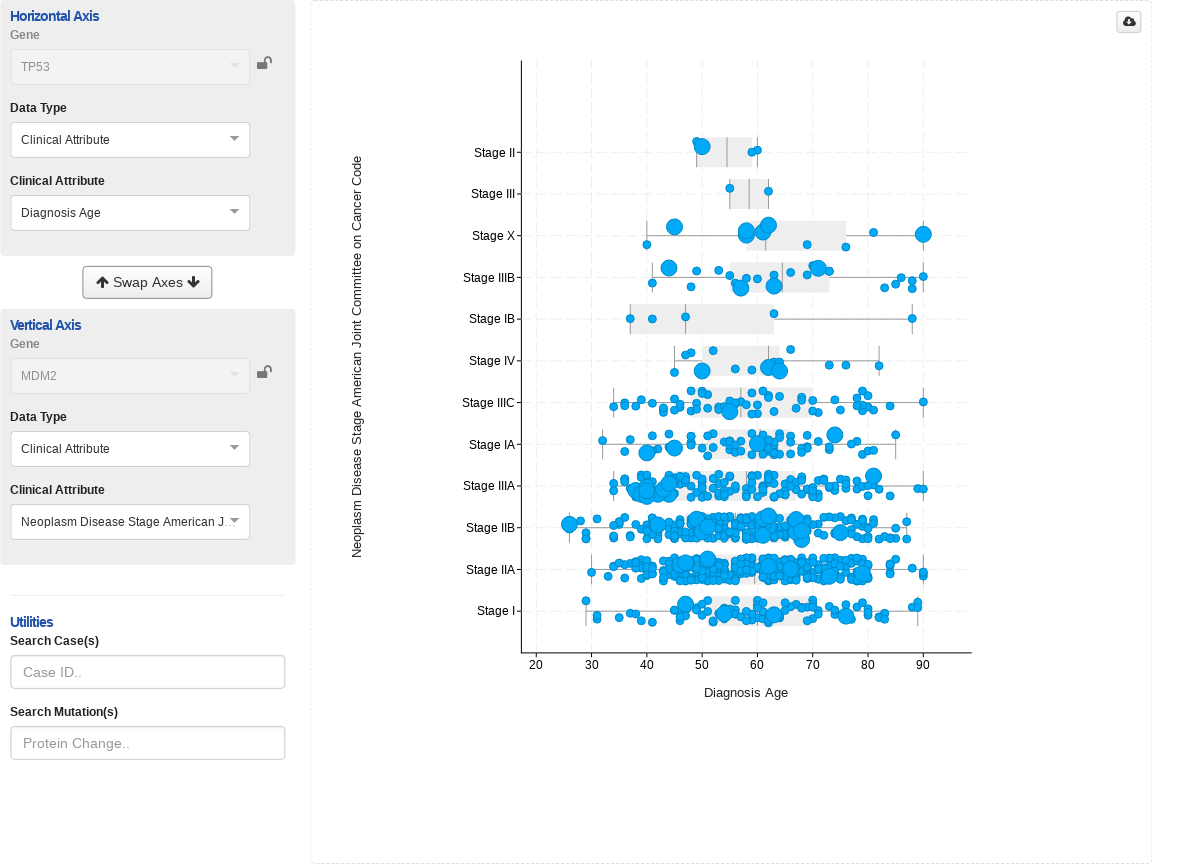 Horizontal Axis
Gene
TP53
Data Type
Clinical Attribute
Clinical Attribute
Diagnosis Age
Swap Axes
Vertical Axis
Gene
MDM2
Data Type
Clinical Attribute
Clinical Attribute
Neoplasm Disease Stage American J...
Utilities
Search Case(s)
Case ID..
Search Mutation(s)
Protein Change..
Neoplasm Disease Stage American Joint Committee on Cancer Code
Stage II
Stage III
Stage X
Stage IIIB
Stage IB
Stage IV
Stage IIIC
Stage IA
Stage IIIA
Stage IIB
Stage IIA
Stage I
20 30 40 50 60 70 80 90
Diagnosis Age